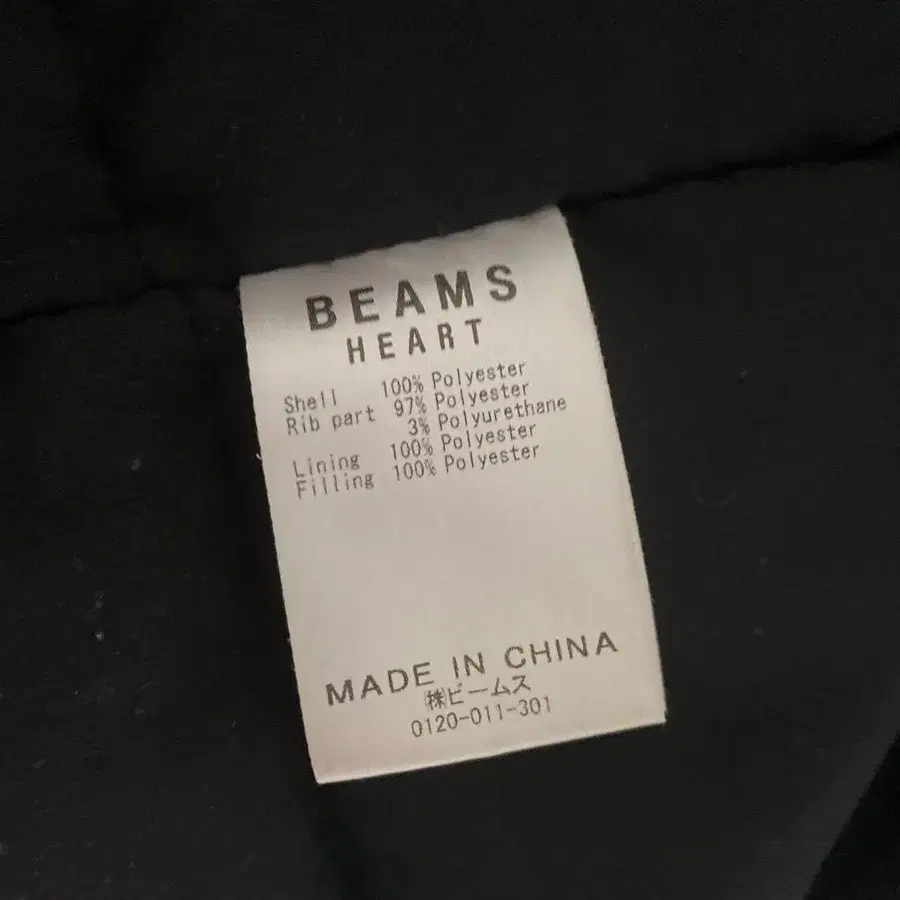 BEAMS
HEART
Shell 100% Polyester
Rib part 97% Polyester
3% Polyurethane
Lining 100% Polyester
Filling 100% Polyester
MADE IN CHINA
㈱ビームス
0120-011-301